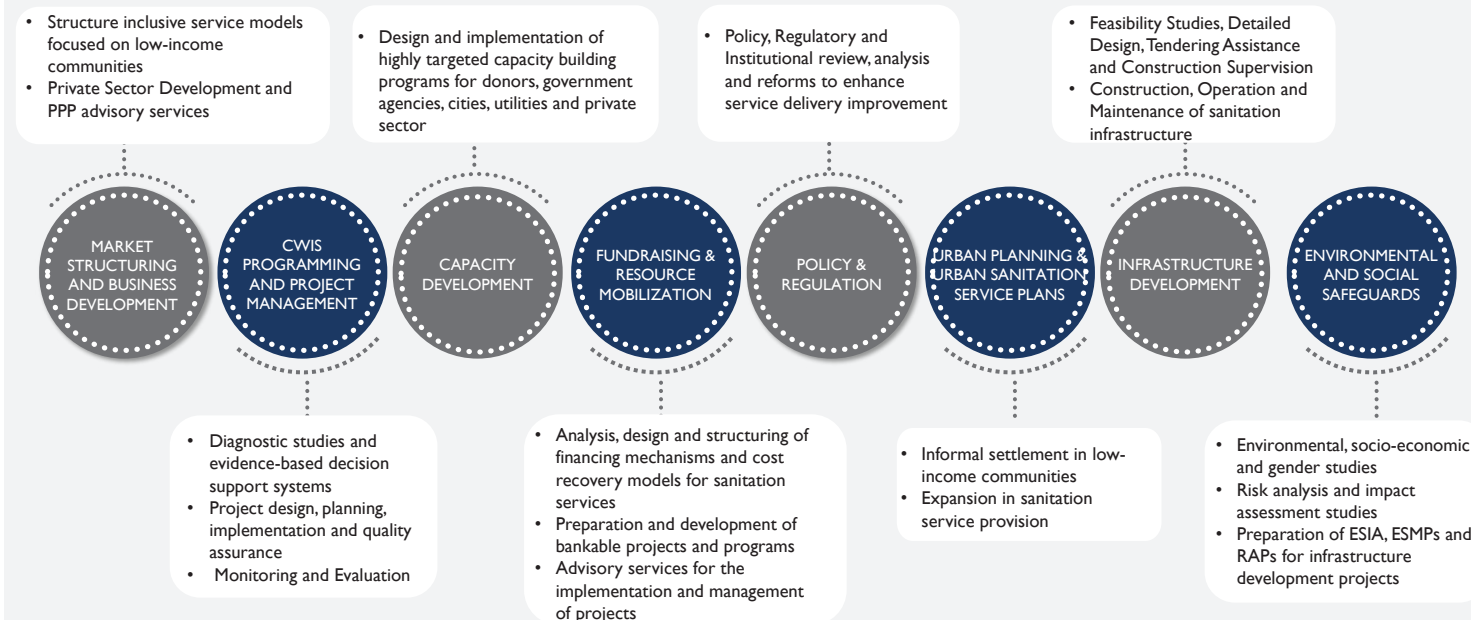 • Structure inclusive service models
focused on low-income
communities
• Private Sector Development and
PPP advisory services
• Design and implementation of
highly targeted capacity building
programs for donors, government
agencies, cities, utilities and private
sector
• Policy, Regulatory and
Institutional review, analysis
and reforms to enhance
service delivery improvement
• Feasibility Studies, Detailed
Design, Tendering Assistance
and Construction Supervision
• Construction, Operation and
Maintenance of sanitation
infrastructure
MARKET
STRUCTURING
AND BUSINESS
DEVELOPMENT
CWIS
PROGRAMMING
AND PROJECT
MANAGEMENT
CAPACITY
DEVELOPMENT
FUNDRAISING &
RESOURCE
MOBILIZATION
POLICY &
REGULATION
URBAN PLANNING &
URBAN SANITATION
SERVICE PLANS
INFRASTRUCTURE
DEVELOPMENT
ENVIRONMENTAL
AND SOCIAL
SAFEGUARDS
• Diagnostic studies and
evidence-based decision
support systems
• Project design, planning,
implementation and quality
assurance
• Monitoring and Evaluation
• Analysis, design and structuring of
financing mechanisms and cost
recovery models for sanitation
services
• Preparation and development of
bankable projects and programs
• Advisory services for the
implementation and management
of projects
• Informal settlement in low-
income communities
• Expansion in sanitation
service provision
• Environmental, socio-economic
and gender studies
• Risk analysis and impact
assessment studies
• Preparation of ESIA, ESMPs and
RAPs for infrastructure
development projects